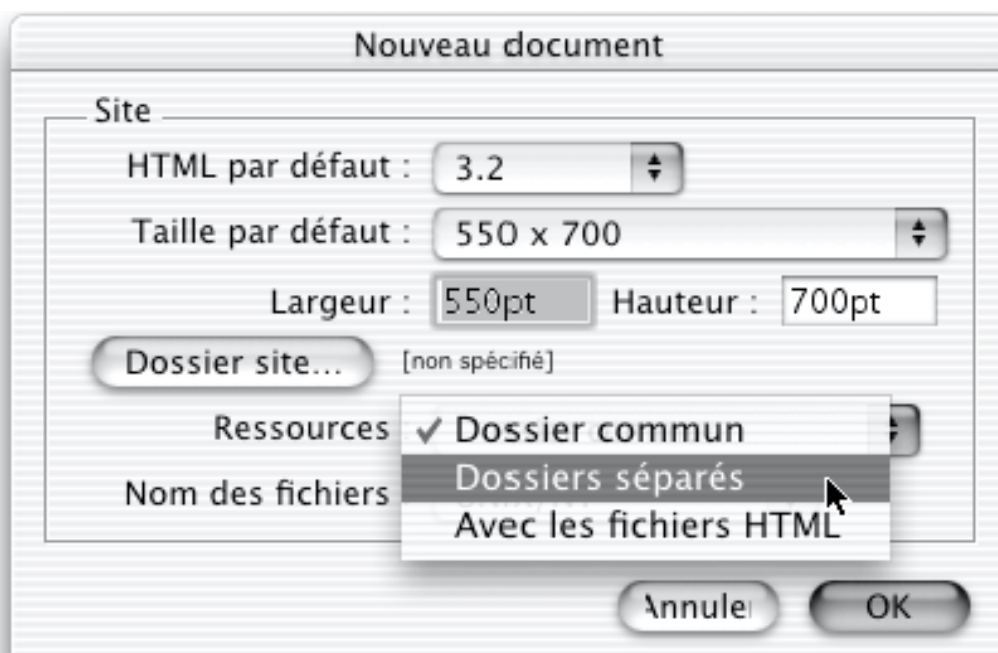 Nouveau document
Site
HTML par défaut : 3.2
Taille par défaut : 550 x 700
Largeur : 550pt Hauteur : 700pt
Dossier site... [non spécifié]
Ressources ✓ Dossier commun
Dossiers séparés
Nom des fichiers
Avec les fichiers HTML
Annuler OK